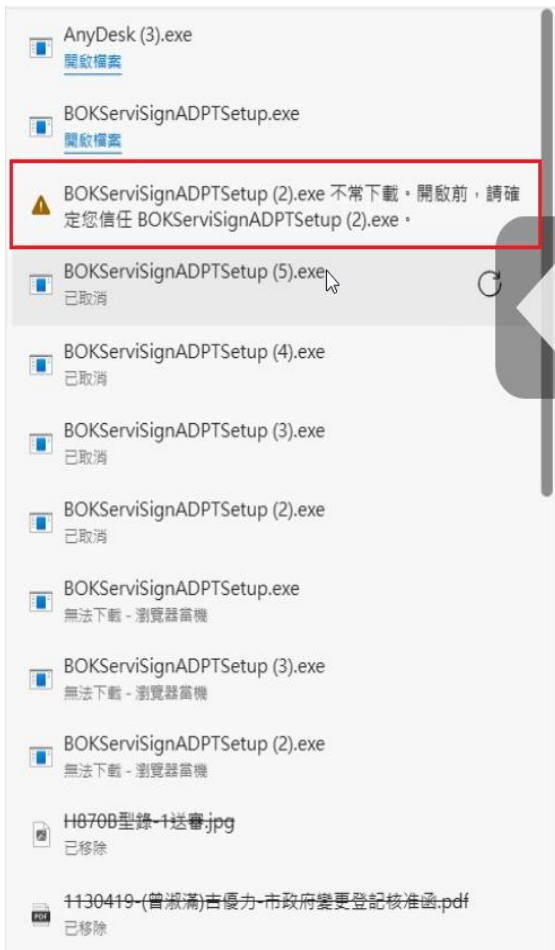 AnyDesk (3).exe
開啟檔案
BOKServiSignADPTSetup.exe
開啟檔案
BOKServiSignADPTSetup (2).exe 不常下載。開啟前，請確
定您信任 BOKServiSignADPTSetup (2).exe。
BOKServiSignADPTSetup (5).exe
已取消
BOKServiSignADPTSetup (4).exe
已取消
BOKServiSignADPTSetup (3).exe
已取消
BOKServiSignADPTSetup (2).exe
已取消
BOKServiSignADPTSetup.exe
無法下載 - 瀏覽器當機
BOKServiSignADPTSetup (3).exe
無法下載 - 瀏覽器當機
BOKServiSignADPTSetup (2).exe
無法下載 - 瀏覽器當機
H870B型錄-1送審.jpg
已移除
PDF
1130419-(曾淑滿)吉優力-市政府變更登記核准函.pdf
已移除